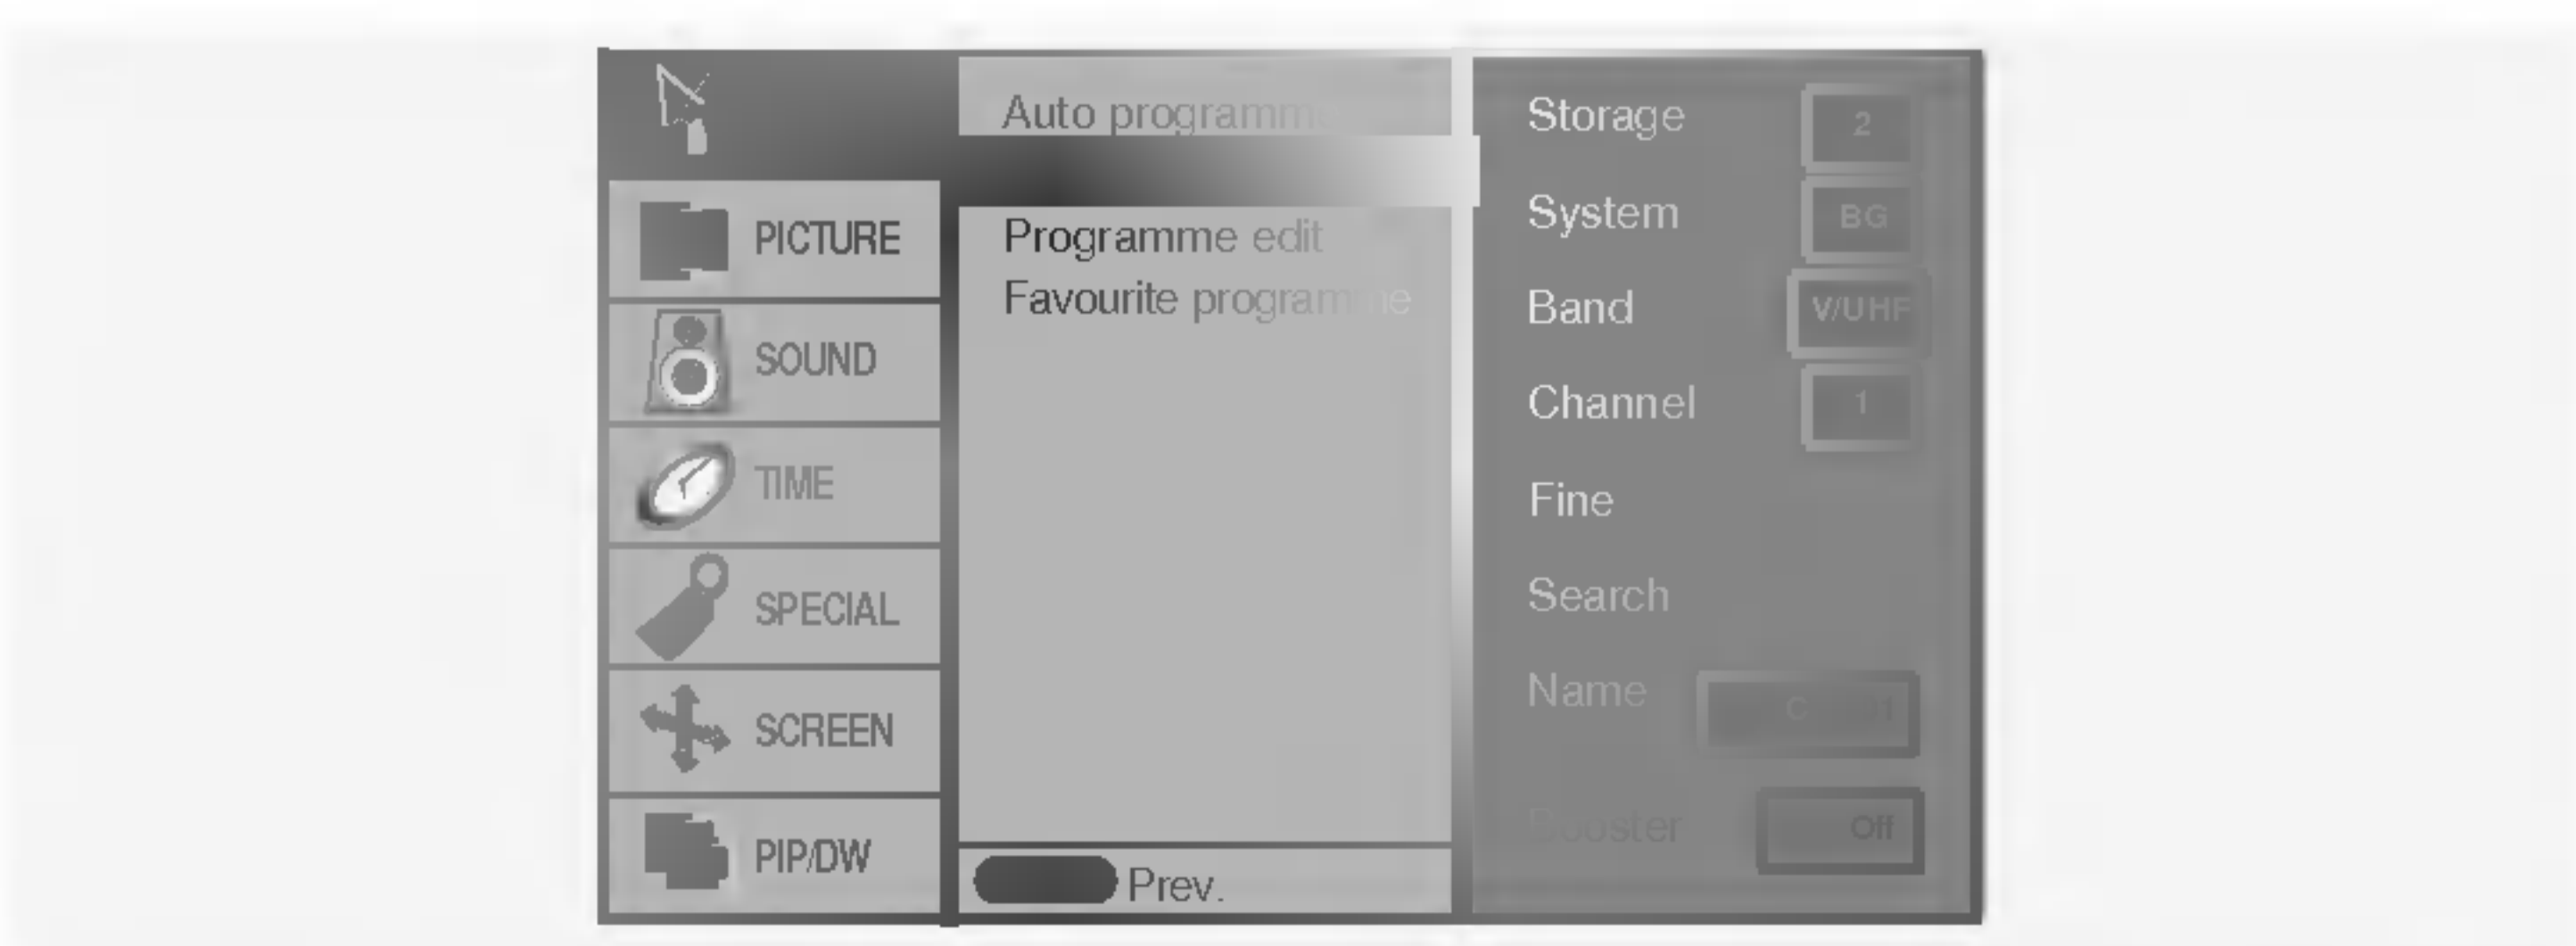 PICTURE
SOUND
TIME
SPECIAL
SCREEN
PIP/DW
Auto programme
Programme edit
Favourite programme
Prev.
Storage 2
System BG
Band V/UHF
Channel 1
Fine
Search
Name
Booster Off